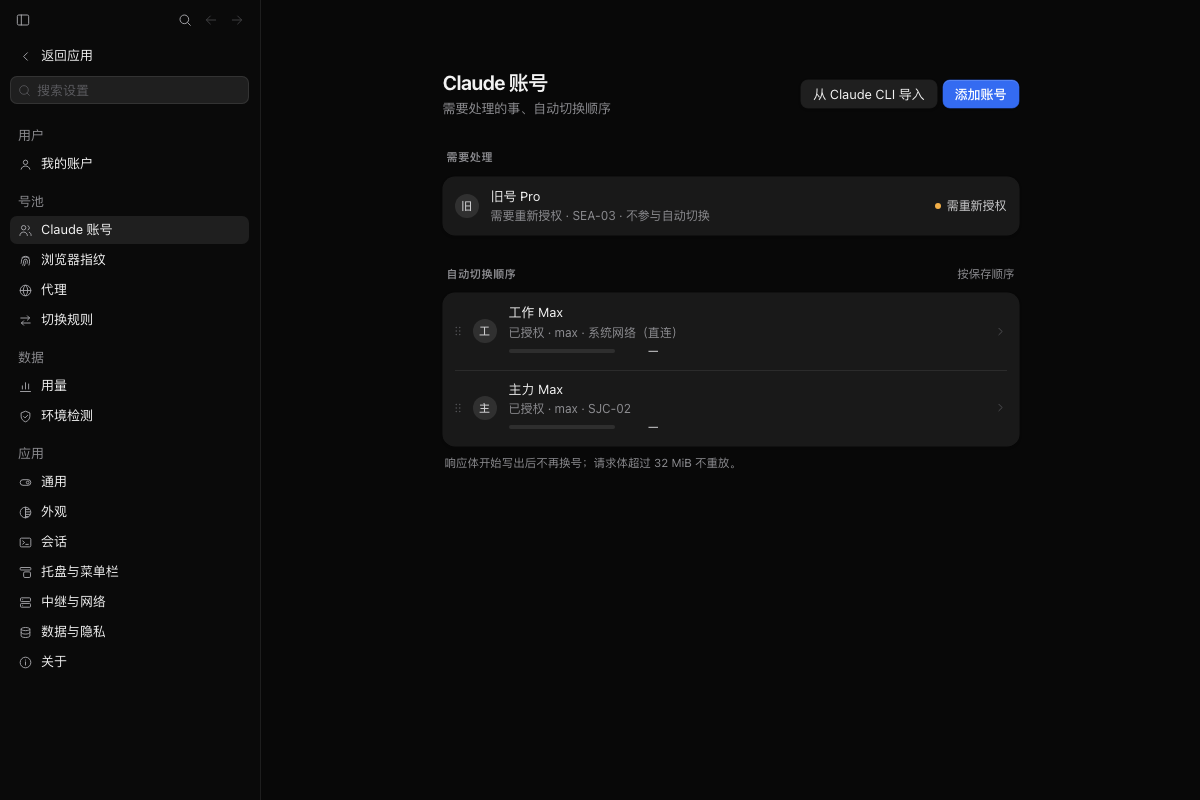 返回应用
搜索设置
用户
我的账户
号池
Claude 账号
浏览器指纹
代理
切换规则
数据
用量
环境检测
应用
通用
外观
会话
托盘与菜单栏
中继与网络
数据与隐私
关于
Claude 账号
需要处理的事、自动切换顺序
从 Claude CLI 导入
添加账号
需要处理
旧
旧号 Pro
需要重新授权 · SEA-03 · 不参与自动切换
需重新授权
自动切换顺序
按保存顺序
工
工作 Max
已授权 · max · 系统网络（直连）
—
主
主力 Max
已授权 · max · SJC-02
—
响应体开始写出后不再换号；请求体超过 32 MiB 不重放。